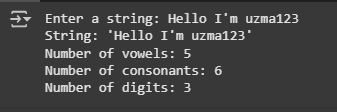 Enter a string: Hello I'm uzma123
String: 'Hello I'm uzma123'
Number of vowels: 5
Number of consonants: 6
Number of digits: 3